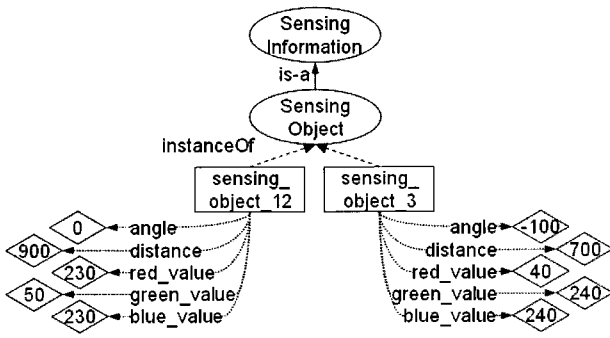 Sensing
Information
is-a
Sensing
Object
instanceOf
sensing_
object_12
sensing_
object_3
0
angle
900
distance
230
red_value
50
green_value
230
blue_value
angle
-100
distance
700
red_value
40
green_value
240
blue_value
240